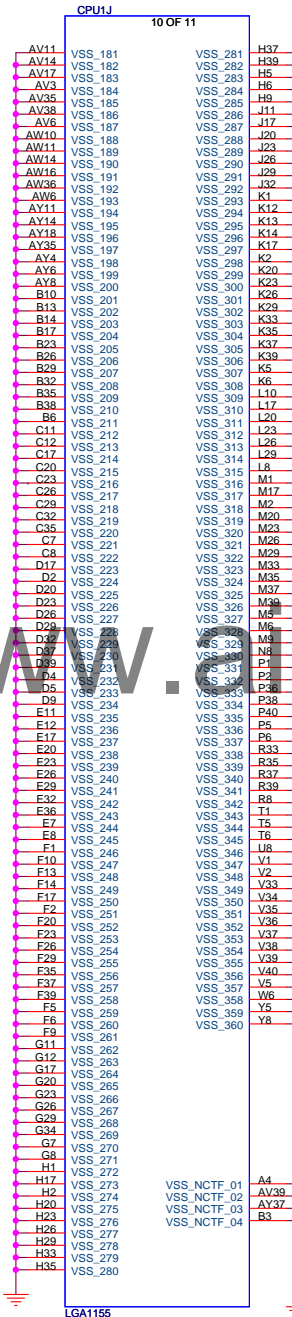 CPU1J
10 OF 11
AV11 VSS_181 VSS_281 H37
AV14 VSS_182 VSS_282 H39
AV17 VSS_183 VSS_283 H5
AV3 VSS_184 VSS_284 H6
AV35 VSS_185 VSS_285 H9
AV38 VSS_186 VSS_286 J11
AV6 VSS_187 VSS_287 J17
AW10 VSS_188 VSS_288 J20
AW11 VSS_189 VSS_289 J23
AW14 VSS_190 VSS_290 J26
AW16 VSS_191 VSS_291 J29
AW36 VSS_192 VSS_292 J32
AW6 VSS_193 VSS_293 K1
AY11 VSS_194 VSS_294 K12
AY14 VSS_195 VSS_295 K13
AY18 VSS_196 VSS_296 K14
AY35 VSS_197 VSS_297 K17
AY4 VSS_198 VSS_298 K2
AY6 VSS_199 VSS_299 K20
AY8 VSS_200 VSS_300 K23
B10 VSS_201 VSS_301 K26
B13 VSS_202 VSS_302 K29
B14 VSS_203 VSS_303 K33
B17 VSS_204 VSS_304 K35
B23 VSS_205 VSS_305 K37
B26 VSS_206 VSS_306 K39
B29 VSS_207 VSS_307 K5
B32 VSS_208 VSS_308 K6
B35 VSS_209 VSS_309 L10
B38 VSS_210 VSS_310 L17
B6 VSS_211 VSS_311 L20
C11 VSS_212 VSS_312 L23
C12 VSS_213 VSS_313 L26
C17 VSS_214 VSS_314 L29
C20 VSS_215 VSS_315 L8
C23 VSS_216 VSS_316 M1
C26 VSS_217 VSS_317 M17
C29 VSS_218 VSS_318 M2
C32 VSS_219 VSS_319 M20
C35 VSS_220 VSS_320 M23
C7 VSS_221 VSS_321 M26
C8 VSS_222 VSS_322 M29
D17 VSS_223 VSS_323 M33
D2 VSS_224 VSS_324 M35
D20 VSS_225 VSS_325 M37
D23 VSS_226 VSS_326 M39
D26 VSS_227 VSS_327 M5
D29 VSS_228 VSS_328 M6
D32 VSS_229 VSS_329 M9
D37 VSS_230 VSS_330 N8
D39 VSS_231 VSS_331 P1
D4 VSS_232 VSS_332 P2
D5 VSS_233 VSS_333 P36
D9 VSS_234 VSS_334 P38
E11 VSS_235 VSS_335 P40
E12 VSS_236 VSS_336 P5
E17 VSS_237 VSS_337 P6
E20 VSS_238 VSS_338 R33
E23 VSS_239 VSS_339 R35
E26 VSS_240 VSS_340 R37
E29 VSS_241 VSS_341 R39
E32 VSS_242 VSS_342 R8
E36 VSS_243 VSS_343 T1
E7 VSS_244 VSS_344 T5
E8 VSS_245 VSS_345 T6
F1 VSS_246 VSS_346 U8
F10 VSS_247 VSS_347 V1
F13 VSS_248 VSS_348 V2
F14 VSS_249 VSS_349 V33
F17 VSS_250 VSS_350 V34
F2 VSS_251 VSS_351 V35
F20 VSS_252 VSS_352 V36
F23 VSS_253 VSS_353 V37
F26 VSS_254 VSS_354 V38
F29 VSS_255 VSS_355 V39
F35 VSS_256 VSS_356 V40
F37 VSS_257 VSS_357 V5
F39 VSS_258 VSS_358 W6
F5 VSS_259 VSS_359 Y5
F6 VSS_260 VSS_360 Y8
F9 VSS_261
G11 VSS_262
G12 VSS_263
G17 VSS_264
G20 VSS_265
G23 VSS_266
G26 VSS_267
G29 VSS_268
G34 VSS_269
G7 VSS_270
G8 VSS_271
H1 VSS_272
H17 VSS_273 VSS_NCTF_01 A4
H2 VSS_274 VSS_NCTF_02 AV39
H20 VSS_275 VSS_NCTF_03 AY37
H23 VSS_276 VSS_NCTF_04 B3
H26 VSS_277
H29 VSS_278
H33 VSS_279
H35 VSS_280
LGA1155
ww.ai